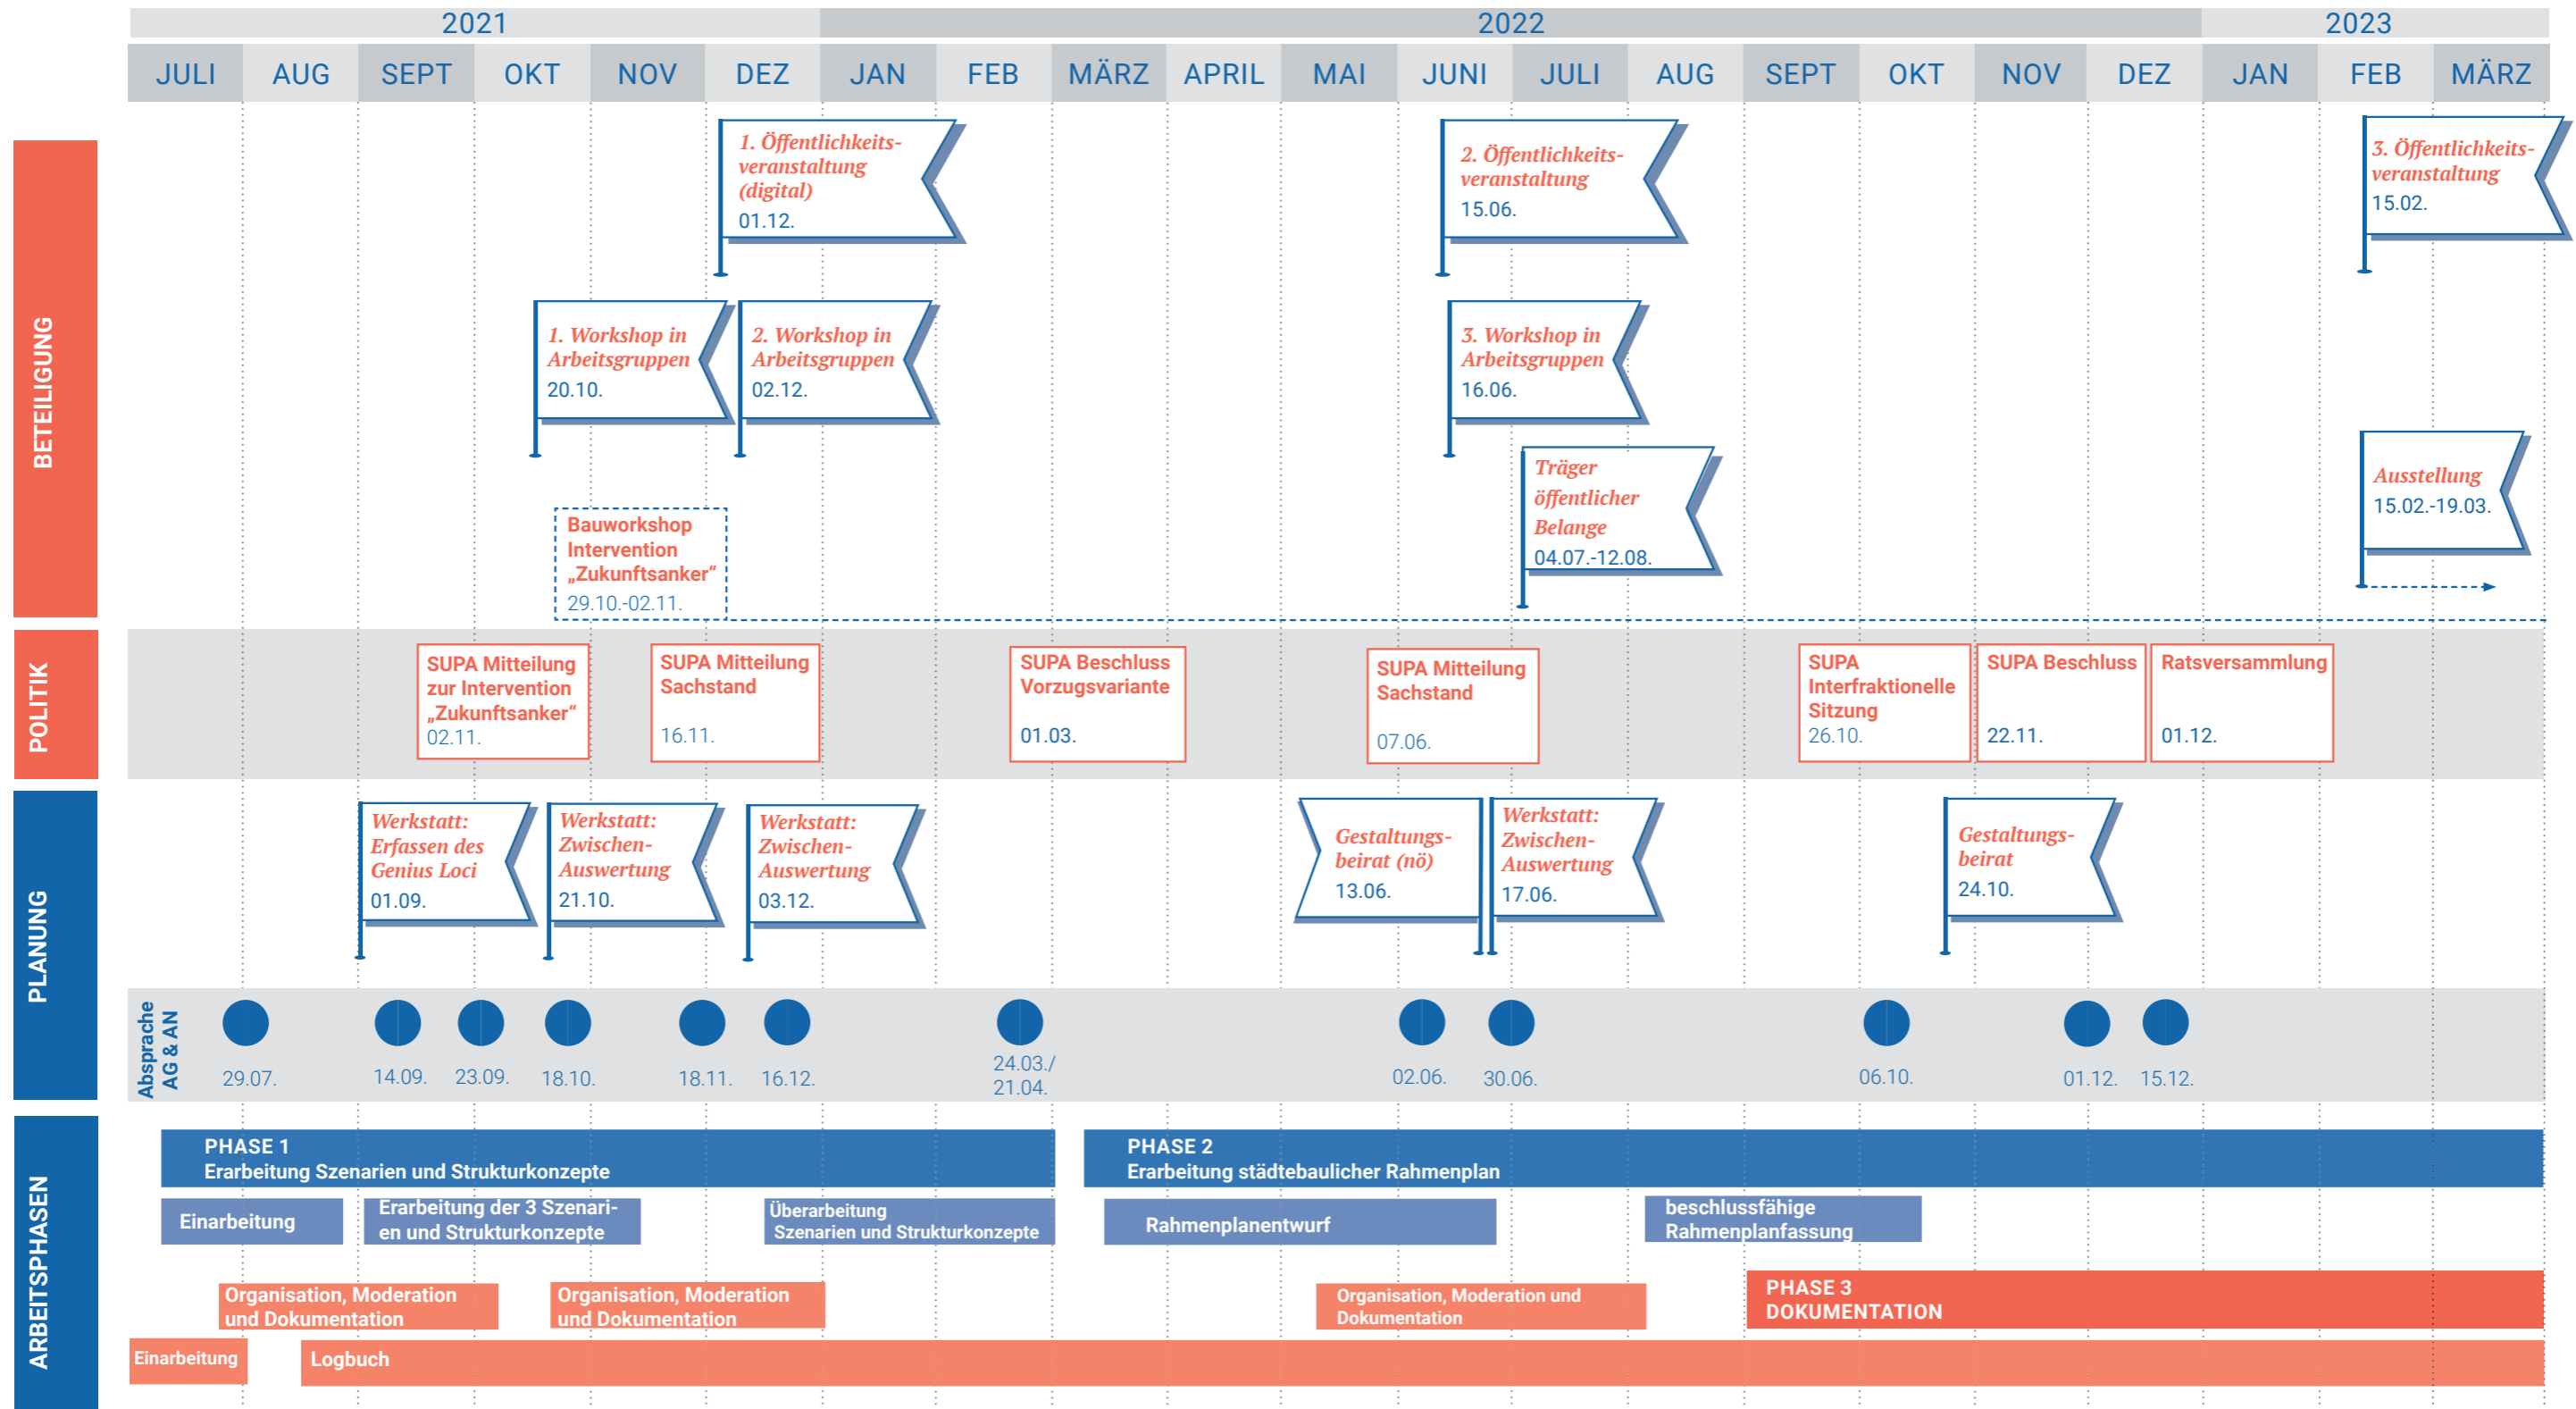 2021
2022
2023
JULI
AUG
SEPT
OKT
NOV
DEZ
JAN
FEB
MÄRZ
APRIL
MAI
JUNI
JULI
AUG
SEPT
OKT
NOV
DEZ
JAN
FEB
MÄRZ
BETEILIGUNG
1. Öffentlichkeits-
veranstaltung
(digital)
01.12.
2. Öffentlichkeits-
veranstaltung
15.06.
3. Öffentlichkeits-
veranstaltung
15.02.
1. Workshop in
Arbeitsgruppen
20.10.
2. Workshop in
Arbeitsgruppen
02.12.
3. Workshop in
Arbeitsgruppen
16.06.
Träger
öffentlicher
Belange
04.07.-12.08.
Ausstellung
15.02.-19.03.
Bauworkshop
Intervention
„Zukunftsanker“
29.10.-02.11.
POLITIK
SUPA Mitteilung
zur Intervention
„Zukunftsanker“
02.11.
SUPA Mitteilung
Sachstand
16.11.
SUPA Beschluss
Vorzugsvariante
01.03.
SUPA Mitteilung
Sachstand
07.06.
SUPA
Interfraktionelle
Sitzung
26.10.
SUPA Beschluss
22.11.
Ratsversammlung
01.12.
PLANUNG
Werkstatt:
Erfassen des
Genius Loci
01.09.
Werkstatt:
Zwischen-
Auswertung
21.10.
Werkstatt:
Zwischen-
Auswertung
03.12.
Gestaltungs-
beirat (nö)
13.06.
Werkstatt:
Zwischen-
Auswertung
17.06.
Gestaltungs-
beirat
24.10.
Absprache
AG & AN
29.07.
14.09.
23.09.
18.10.
18.11.
16.12.
24.03./
21.04.
02.06.
30.06.
06.10.
01.12.
15.12.
ARBEITSPHASEN
PHASE 1
Erarbeitung Szenarien und Strukturkonzepte
PHASE 2
Erarbeitung städtebaulicher Rahmenplan
Einarbeitung
Erarbeitung der 3 Szenari-
en und Strukturkonzepte
Überarbeitung
Szenarien und Strukturkonzepte
Rahmenplanentwurf
beschlussfähige
Rahmenplanfassung
Organisation, Moderation
und Dokumentation
Organisation, Moderation
und Dokumentation
Organisation, Moderation und
Dokumentation
PHASE 3
DOKUMENTATION
Einarbeitung
Logbuch